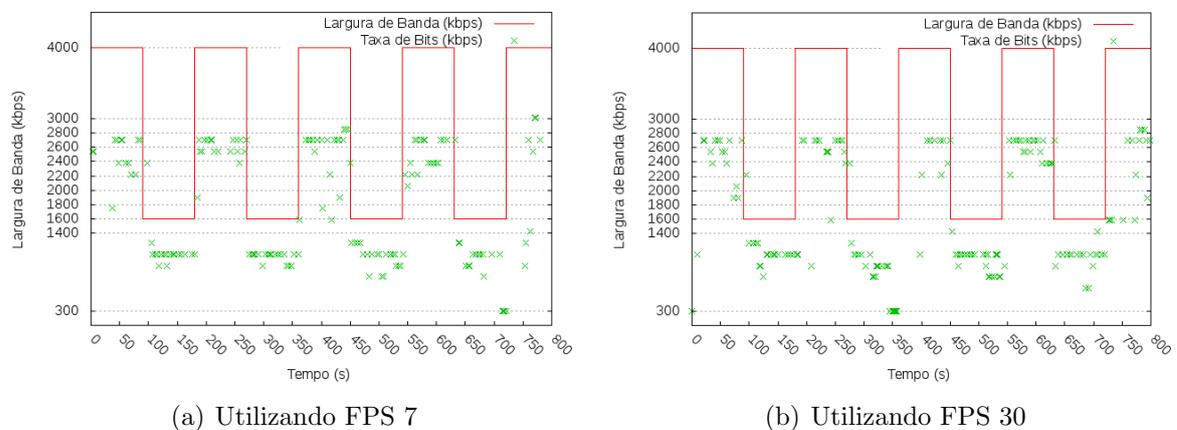 Largura de Banda (kbps)
Taxa de Bits (kbps)
4000
3000
2800
2600
2400
2200
2000
1800
1600
1400
300
Largura de Banda (kbps)
0 50 100 150 200 250 300 350 400 450 500 550 600 650 700 750 800
Tempo (s)
(a) Utilizando FPS 7
Largura de Banda (kbps)
Taxa de Bits (kbps)
4000
3000
2800
2600
2400
2200
2000
1800
1600
1400
300
Largura de Banda (kbps)
0 50 100 150 200 250 300 350 400 450 500 550 600 650 700 750 800
Tempo (s)
(b) Utilizando FPS 30